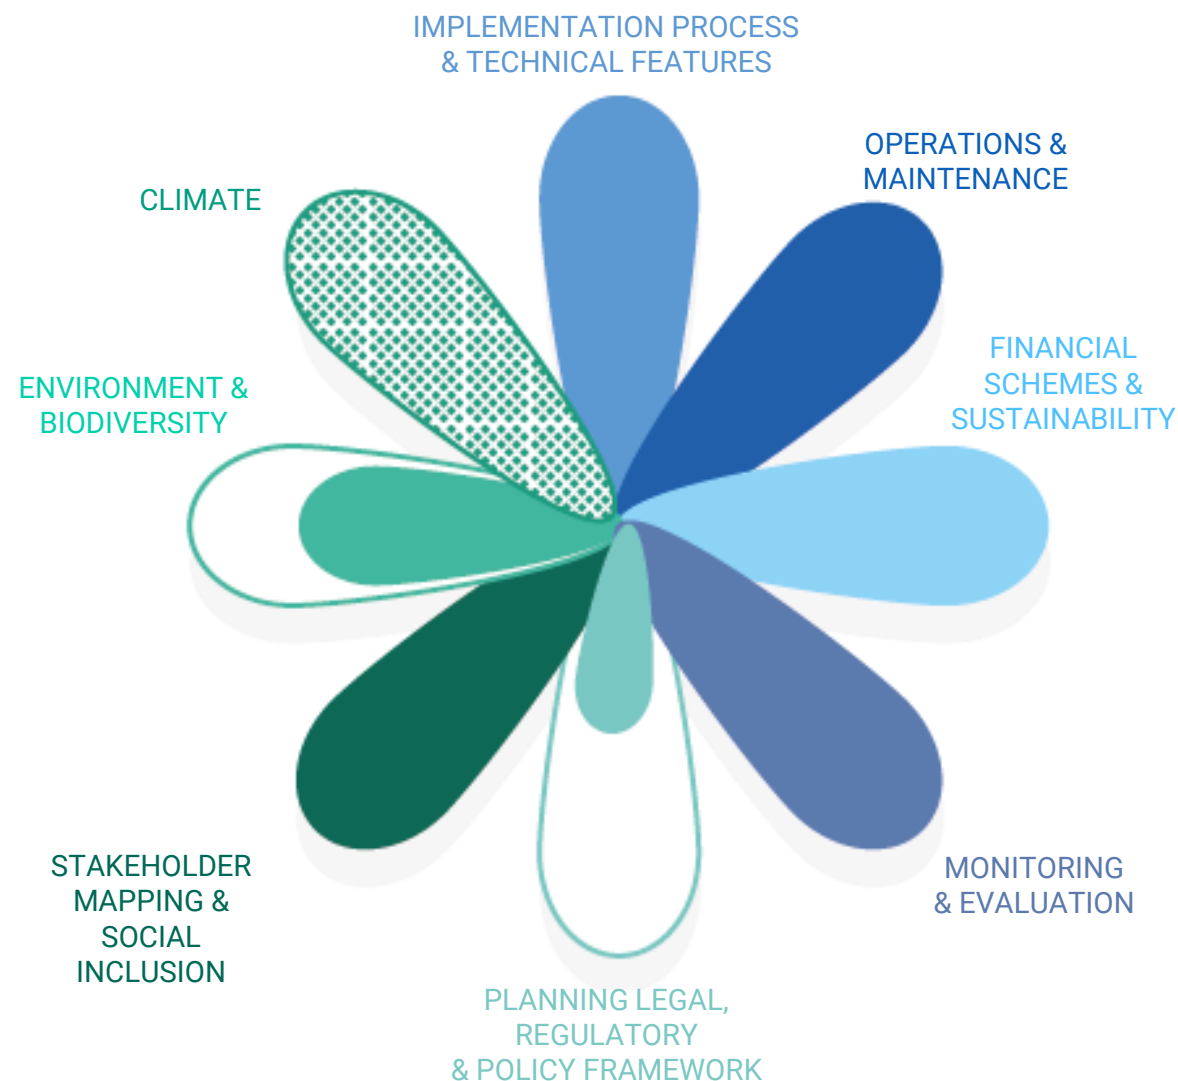 IMPLEMENTATION PROCESS
& TECHNICAL FEATURES
OPERATIONS &
MAINTENANCE
CLIMATE
FINANCIAL
SCHEMES &
SUSTAINABILITY
ENVIRONMENT &
BIODIVERSITY
STAKEHOLDER
MAPPING &
SOCIAL
INCLUSION
MONITORING
& EVALUATION
PLANNING LEGAL,
REGULATORY
& POLICY FRAMEWORK